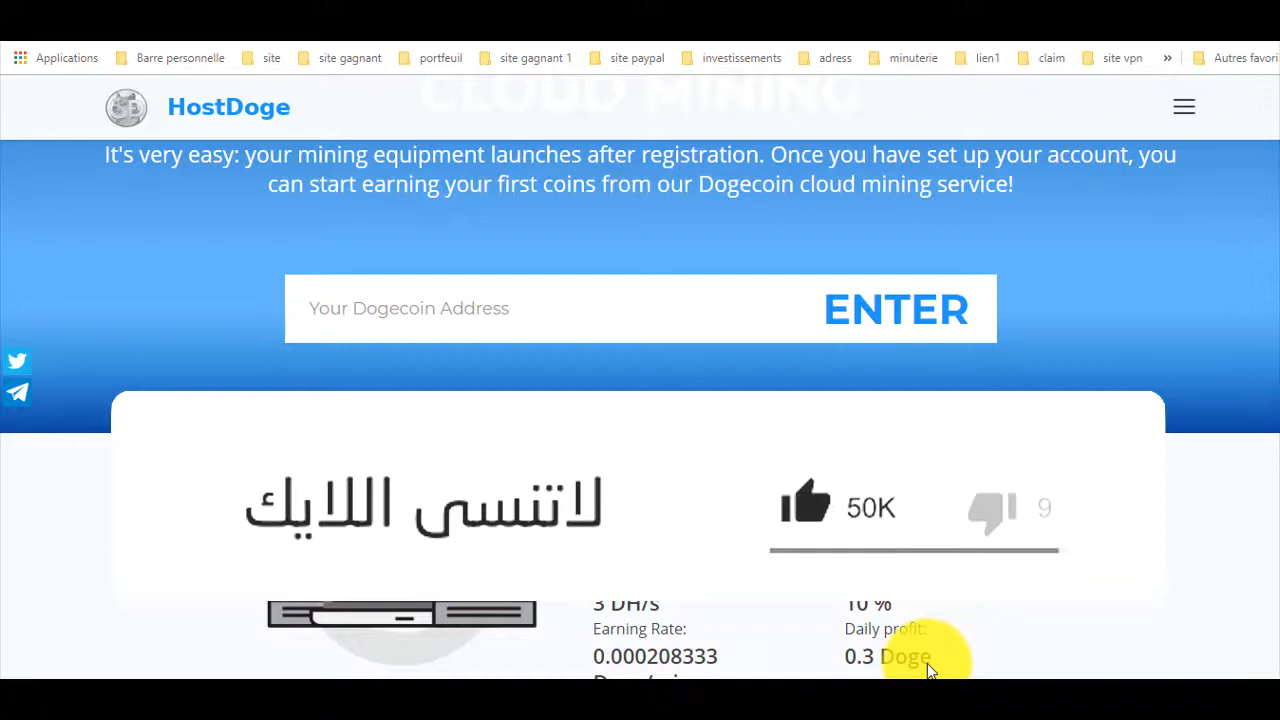 Applications Barre personnelle site site gagnant portfeuil site gagnant 1 site paypal investissements adress minuterie lien1 claim site vpn » Autres favori
CLOUD MINING
HostDoge
It's very easy: your mining equipment launches after registration. Once you have set up your account, you
can start earning your first coins from our Dogecoin cloud mining service!
Your Dogecoin Address ENTER
لاتنسى اللايك 50K 9
3 DH/s 10 %
Earning Rate: Daily profit:
0.000208333 0.3 Doge